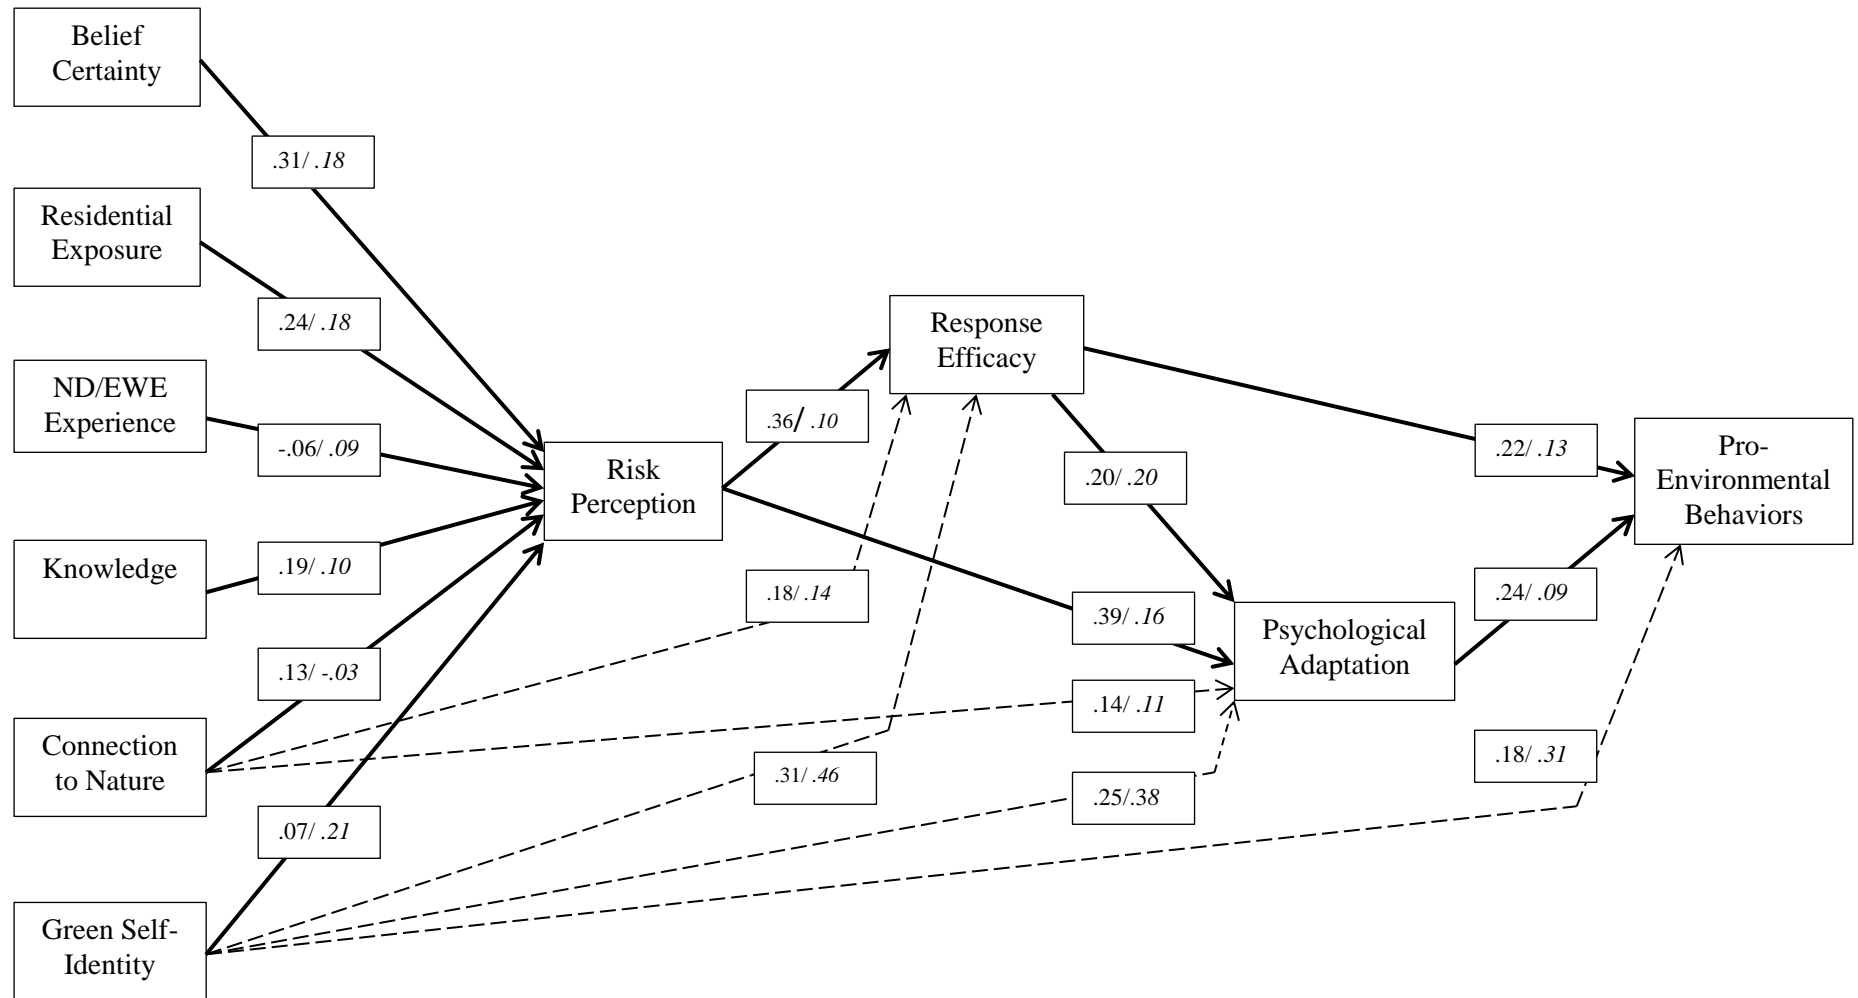 Belief
Certainty
.31/ .18
Residential
Exposure
.24/ .18
ND/EWE
Experience
-.06/ .09
Knowledge
.19/ .10
Connection
to Nature
.13/ -.03
Green Self-
Identity
.07/ .21
Risk
Perception
.36/ .10
Response
Efficacy
.18/ .14
.31/ .46
.20/ .20
.39/ .16
.14/ .11
.25/.38
Psychological
Adaptation
.22/ .13
.24/ .09
.18/ .31
Pro-
Environmental
Behaviors